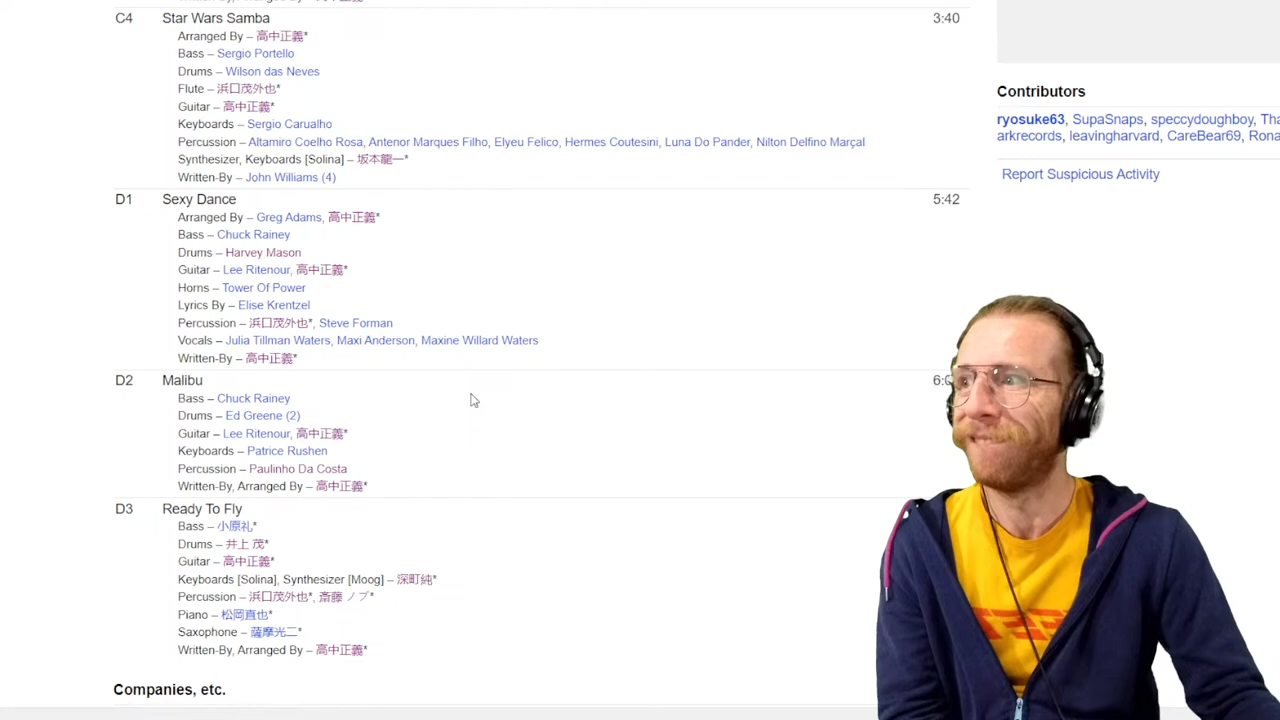 C4 Star Wars Samba 3:40
Arranged By – 高中正義*
Bass – Sergio Portello
Drums – Wilson das Neves
Flute – 浜口茂外也*
Guitar – 高中正義*
Keyboards – Sergio Carualho
Percussion – Altamiro Coelho Rosa, Antenor Marques Filho, Elyeu Felico, Hermes Coutesini, Luna Do Pander, Nilton Delfino Marçal
Synthesizer, Keyboards [Solina] – 坂本龍一*
Written-By – John Williams (4)
D1 Sexy Dance 5:42
Arranged By – Greg Adams, 高中正義*
Bass – Chuck Rainey
Drums – Harvey Mason
Guitar – Lee Ritenour, 高中正義*
Horns – Tower Of Power
Lyrics By – Elise Krentzel
Percussion – 浜口茂外也*, Steve Forman
Vocals – Julia Tillman Waters, Maxi Anderson, Maxine Willard Waters
Written-By – 高中正義*
D2 Malibu
Bass – Chuck Rainey
Drums – Ed Greene (2)
Guitar – Lee Ritenour, 高中正義*
Keyboards – Patrice Rushen
Percussion – Paulinho Da Costa
Written-By, Arranged By – 高中正義*
D3 Ready To Fly
Bass – 小原礼*
Drums – 井上 茂*
Guitar – 高中正義*
Keyboards [Solina], Synthesizer [Moog] – 深町純*
Percussion – 浜口茂外也*, 斎藤 ノブ*
Piano – 松岡直也*
Saxophone – 薩摩光二*
Written-By, Arranged By – 高中正義*
Companies, etc.
Contributors
ryosuke63, SupaSnaps, speccydoughboy,
arkrecords, leavingharvard, CareBear69,
Report Suspicious Activity